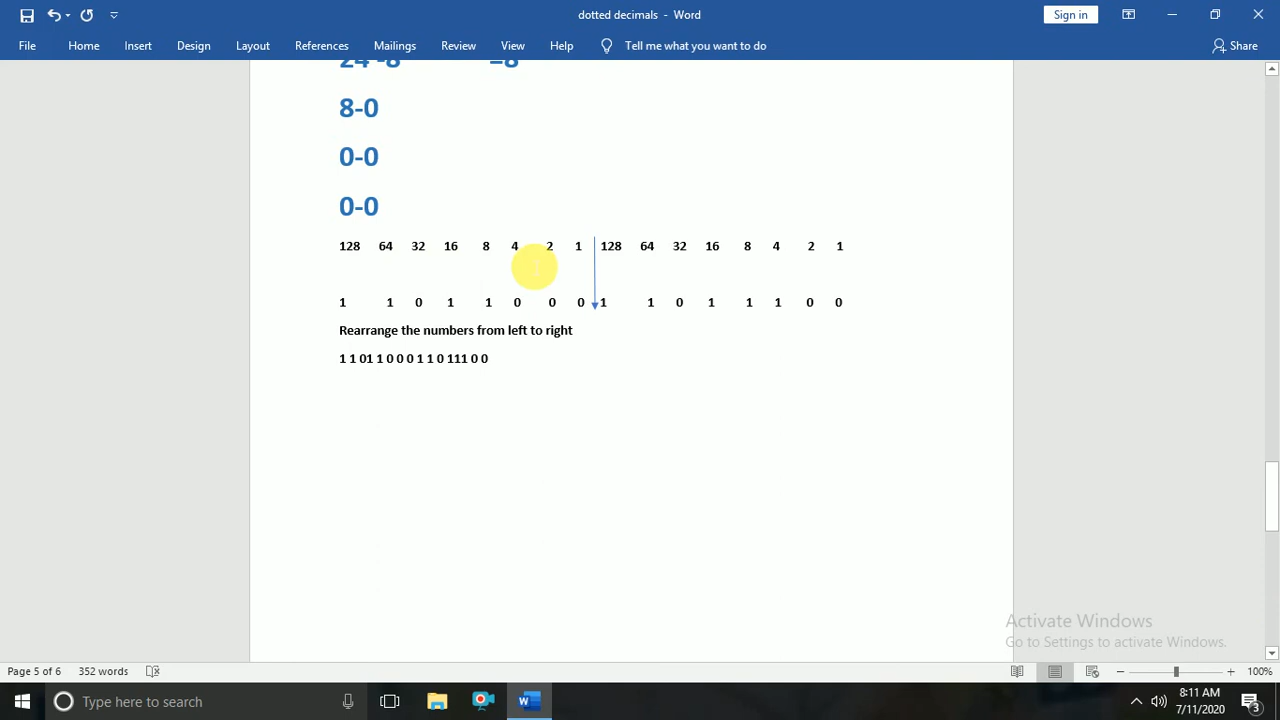 dotted decimals - Word
Sign in
File Home Insert Design Layout References Mailings Review View Help Tell me what you want to do Share
24 -8 =8
8-0
0-0
0-0
128 64 32 16 8 4 2 1 128 64 32 16 8 4 2 1
1 1 0 1 1 0 0 0 1 1 0 1 1 1 0 0
Rearrange the numbers from left to right
1 1 01 1 0 0 0 1 1 0 111 0 0
Activate Windows
Go to Settings to activate Windows.
Page 5 of 6 352 words 100%
Type here to search
8:11 AM
7/11/2020
3